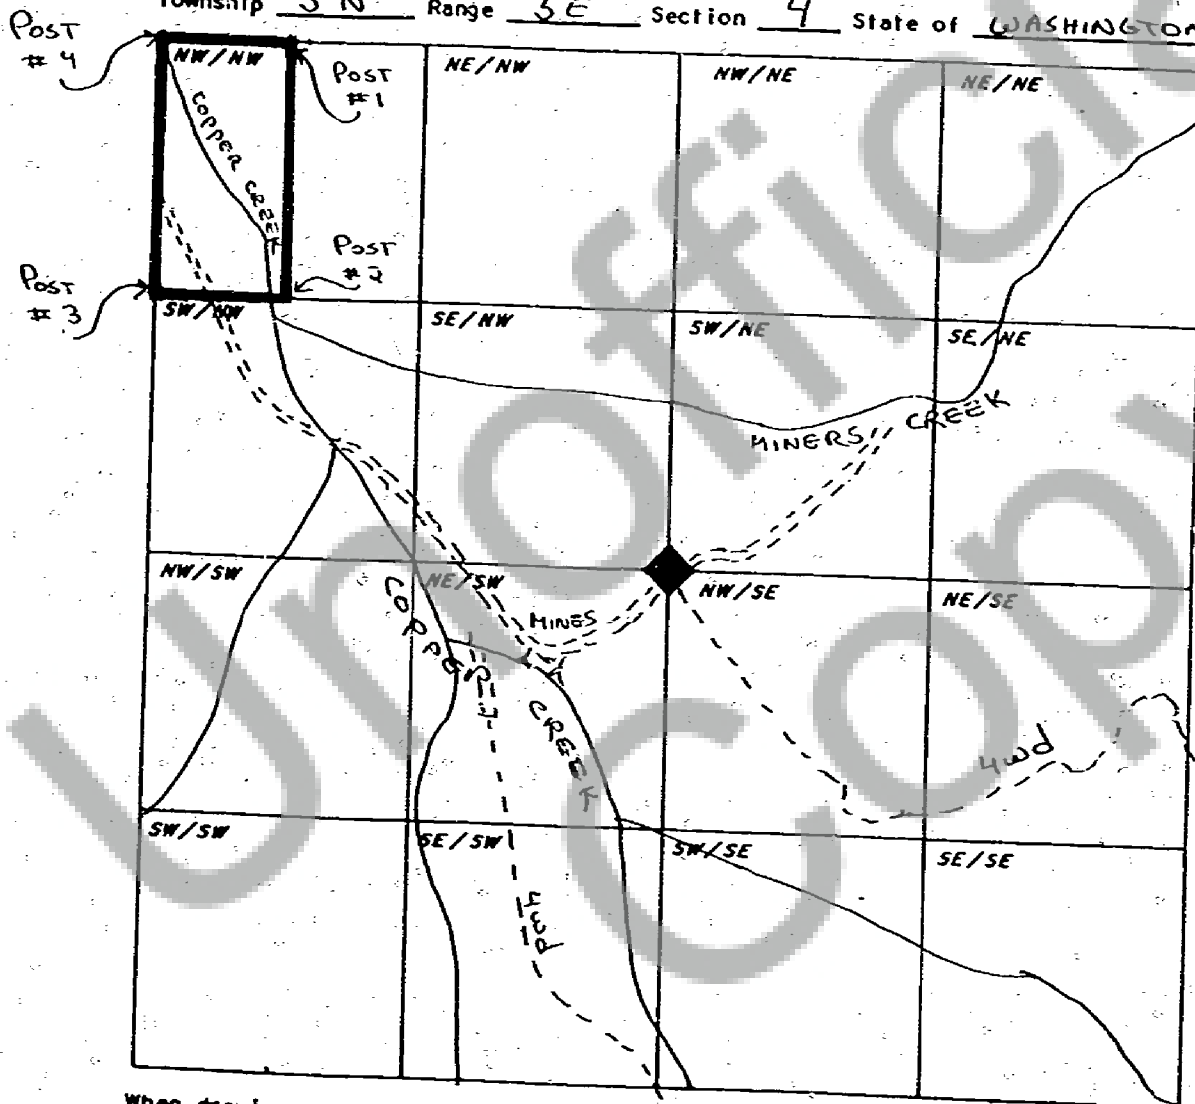 Township 3 N Range 5 E Section 4 State of WASHINGTON
POST # 4
NW/NW
POST #1
NE/NW
NW/NE
NE/NE
COPPER CREEK
POST #2
POST # 3
SW/NW
SE/NW
SW/NE
SE/NE
MINERS CREEK
NW/SW
NE/SW
MINES
NW/SE
NE/SE
COPPER CREEK
4wd
SW/SW
SE/SW
SW/SE
SE/SE
4wd
Unofficial
Copy